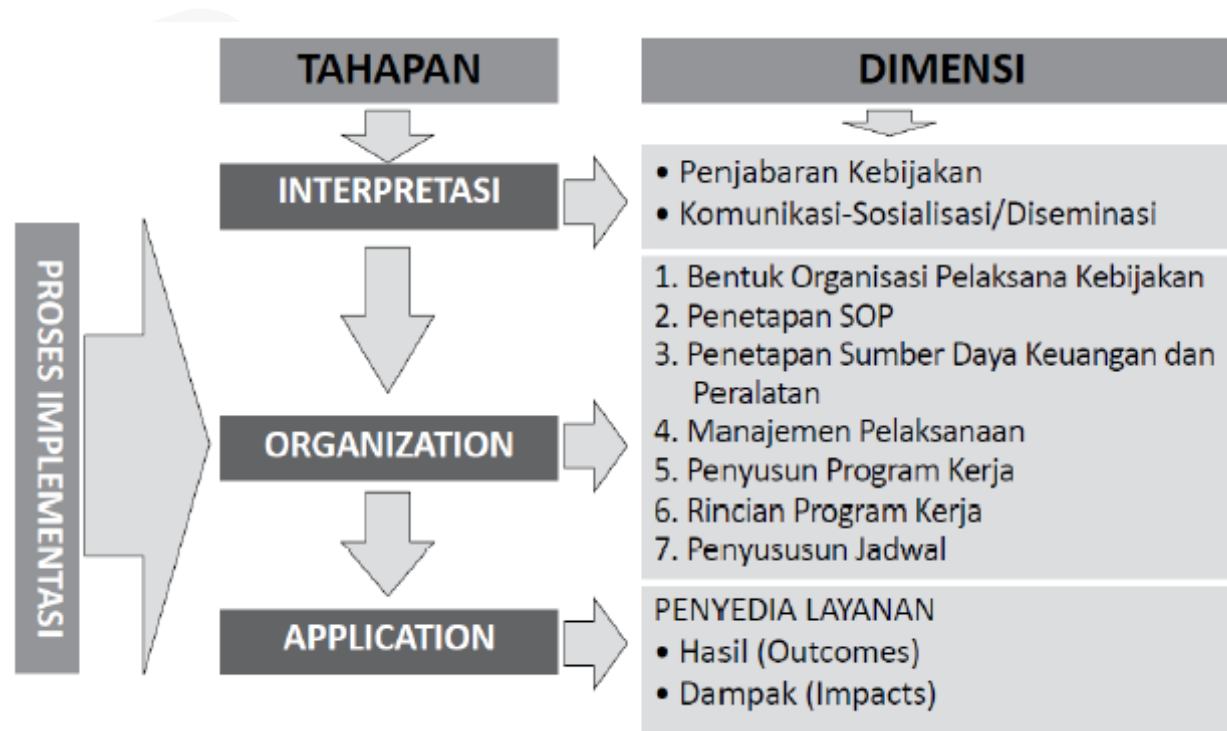 TAHAPAN
DIMENSI
PROSES IMPLEMENTASI
INTERPRETASI
• Penjabaran Kebijakan
• Komunikasi-Sosialisasi/Diseminasi
ORGANIZATION
1. Bentuk Organisasi Pelaksana Kebijakan
2. Penetapan SOP
3. Penetapan Sumber Daya Keuangan dan
Peralatan
4. Manajemen Pelaksanaan
5. Penyusun Program Kerja
6. Rincian Program Kerja
7. Penyususun Jadwal
APPLICATION
PENYEDIA LAYANAN
• Hasil (Outcomes)
• Dampak (Impacts)